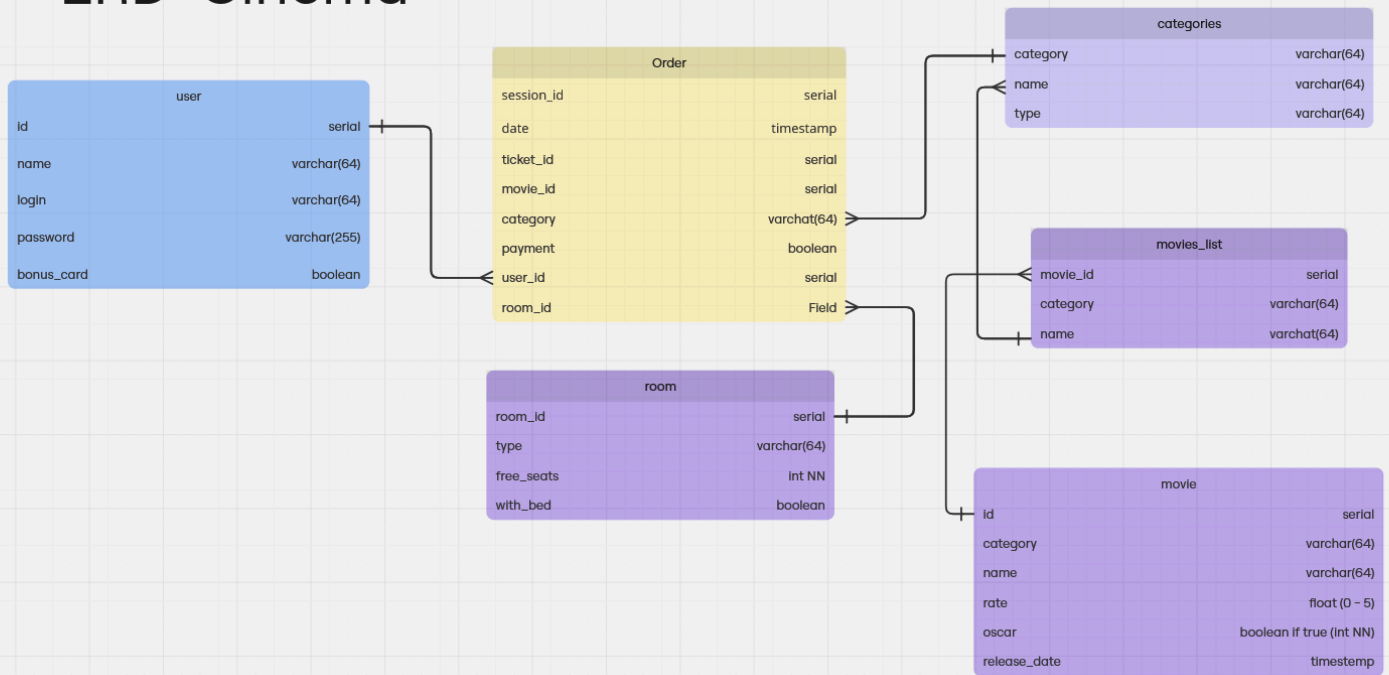 ERD Cinema
user
id serial
name varchar(64)
login varchar(64)
password varchar(255)
bonus_card boolean
Order
session_id serial
date timestamp
ticket_id serial
movie_id serial
category varchat(64)
payment boolean
user_id serial
room_id Field
room
room_id serial
type varchar(64)
free_seats int NN
with_bed boolean
categories
category varchar(64)
name varchar(64)
type varchar(64)
movies_list
movie_id serial
category varchar(64)
name varchat(64)
movie
id serial
category varchar(64)
name varchar(64)
rate float (0 - 5)
oscar boolean if true (int NN)
release_date timestemp